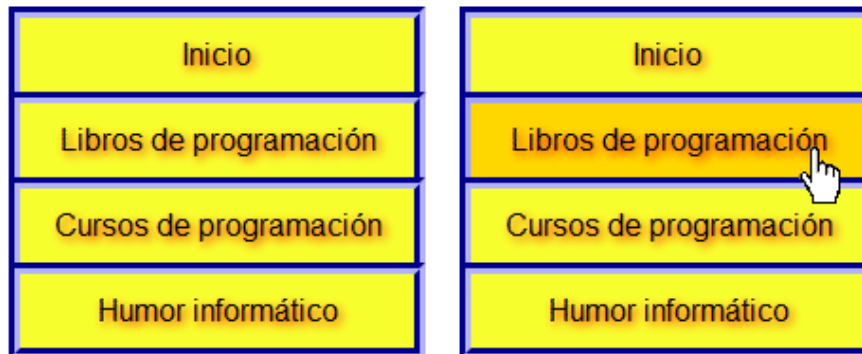 Inicio
Libros de programación
Cursos de programación
Humor informático
Inicio
Libros de programación
Cursos de programación
Humor informático